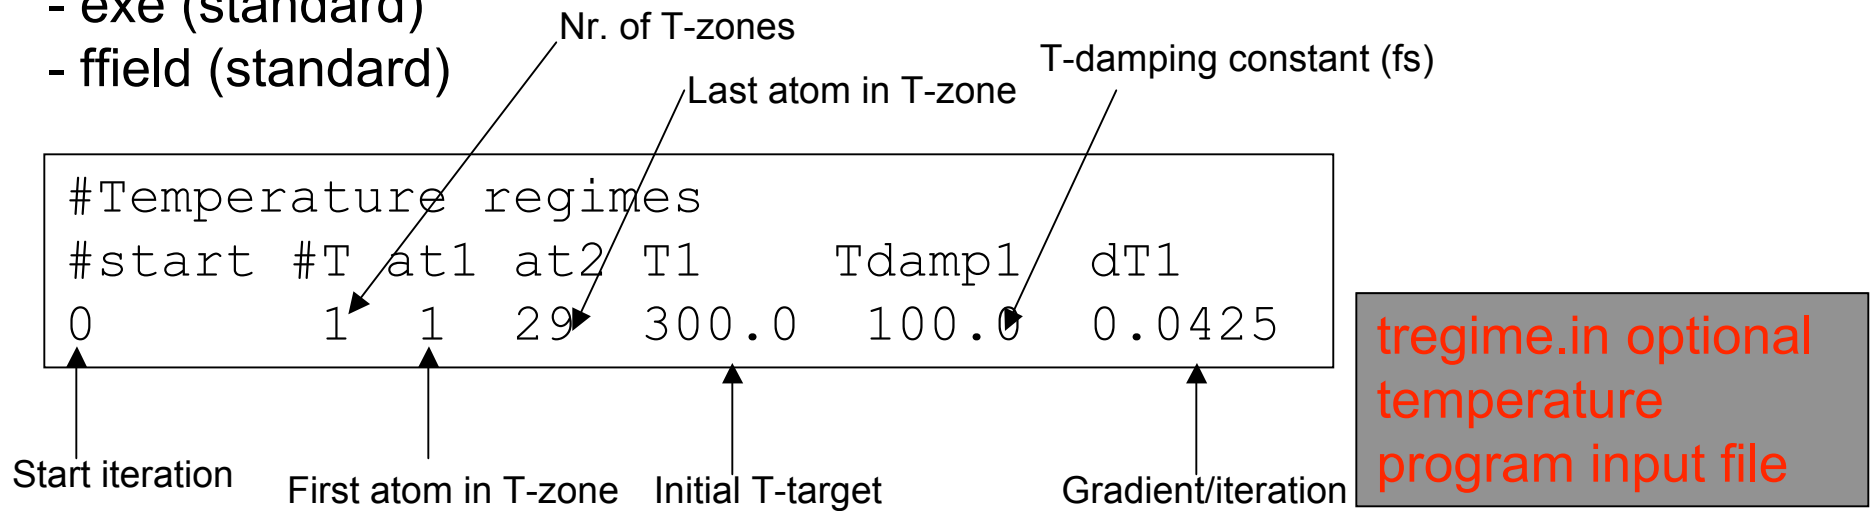 - exe (standard)
- ffield (standard)
Nr. of T-zones
Last atom in T-zone
T-damping constant (fs)
#Temperature regimes
#start #T at1 at2 T1 Tdamp1 dT1
0 1 1 29 300.0 100.0 0.0425
Start iteration
First atom in T-zone
Initial T-target
Gradient/iteration
tregime.in optional
temperature
program input file